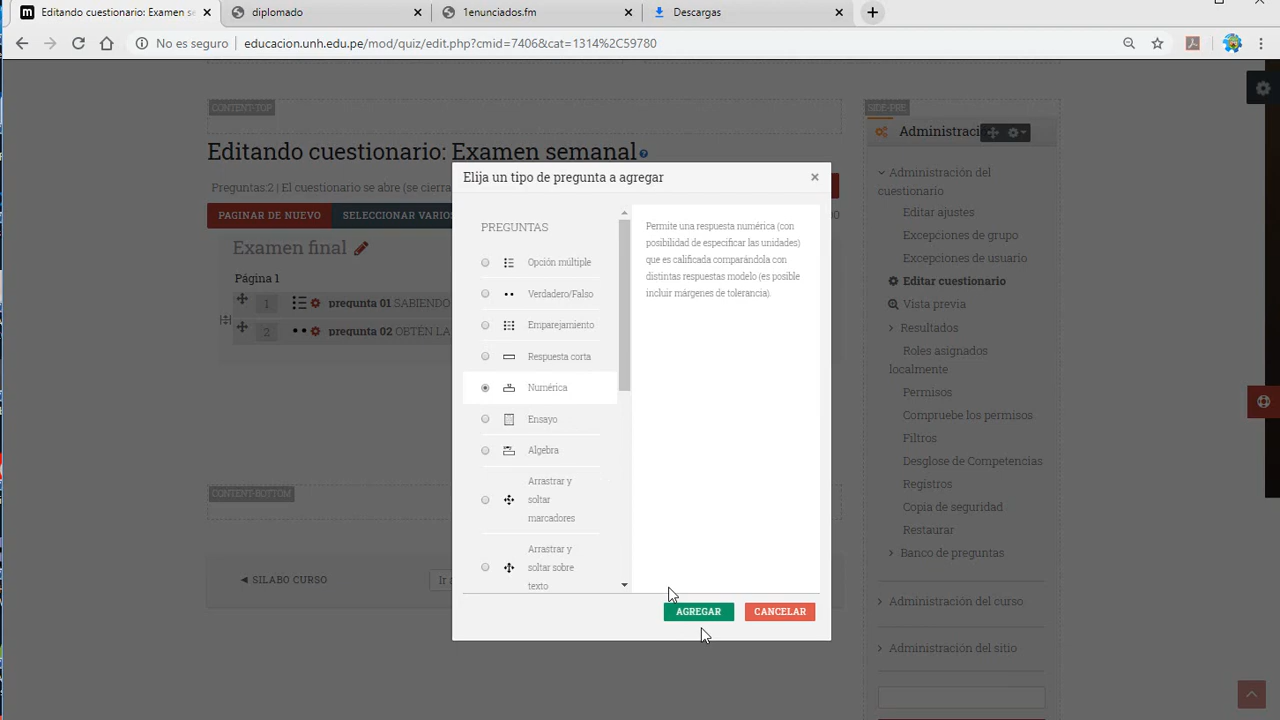 Editando cuestionario: Examen se
diplomado
1enunciados.fm
Descargas
No es seguro
educacion.unh.edu.pe/mod/quiz/edit.php?cmid=7406&cat=1314%2C59780
CONTENT-TOP
SIDE-PRE
Administraci
Editando cuestionario: Examen semanal
Preguntas:2 | El cuestionario se abre (se cierra
00
PAGINAR DE NUEVO
SELECCIONAR VARIOS
Examen final
Página 1
1 pregunta 01 SABIENDO
2 pregunta 02 OBTEN LA
CONTENT-BOTTOM
◄ SILABO CURSO
Ir
Elija un tipo de pregunta a agregar
×
PREGUNTAS
Opción múltiple
Verdadero/Falso
Emparejamiento
Respuesta corta
Numérica
Ensayo
Algebra
Arrastrar y
soltar
marcadores
Arrastrar y
soltar sobre
texto
Permite una respuesta numérica (con
posibilidad de especificar las unidades)
que es calificada comparándola con
distintas respuestas modelo (es posible
incluir márgenes de tolerancia).
AGREGAR
CANCELAR
Administración del
cuestionario
Editar ajustes
Excepciones de grupo
Excepciones de usuario
Editar cuestionario
Vista previa
Resultados
Roles asignados
localmente
Permisos
Compruebe los permisos
Filtros
Desglose de Competencias
Registros
Copia de seguridad
Restaurar
Banco de preguntas
Administración del curso
Administración del sitio